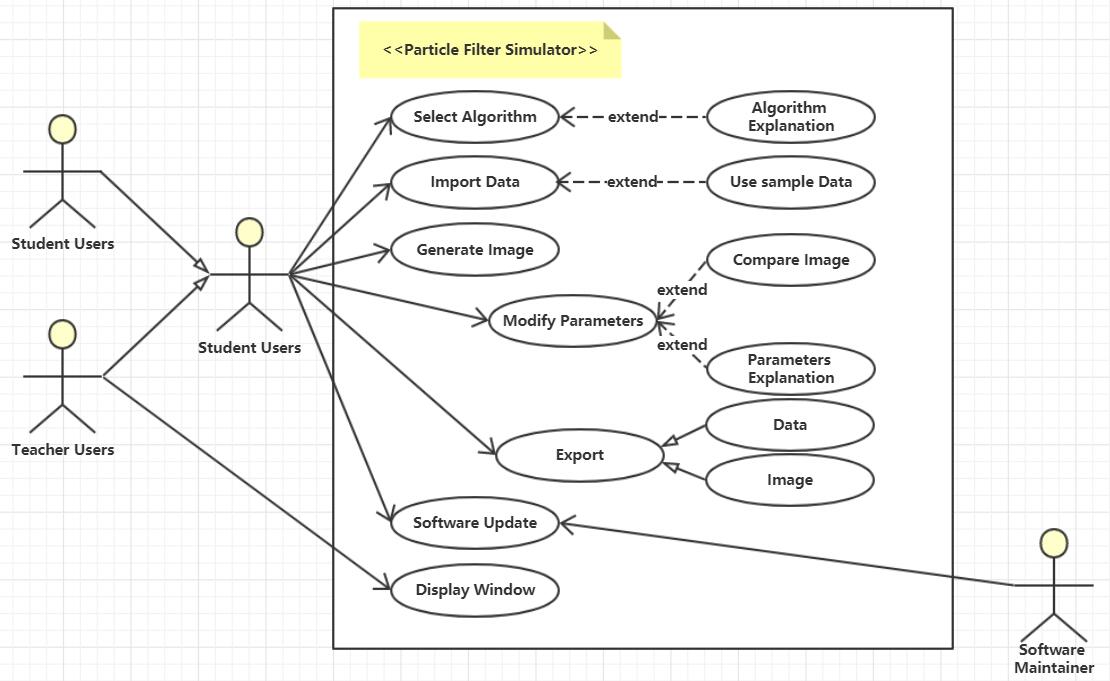 <<Particle Filter Simulator>>
Select Algorithm
extend
Algorithm
Explanation
Import Data
extend
Use sample Data
Student Users
Generate Image
Compare Image
extend
Modify Parameters
extend
Student Users
Parameters
Explanation
Teacher Users
Data
Export
Image
Software Update
Display Window
Software
Maintainer